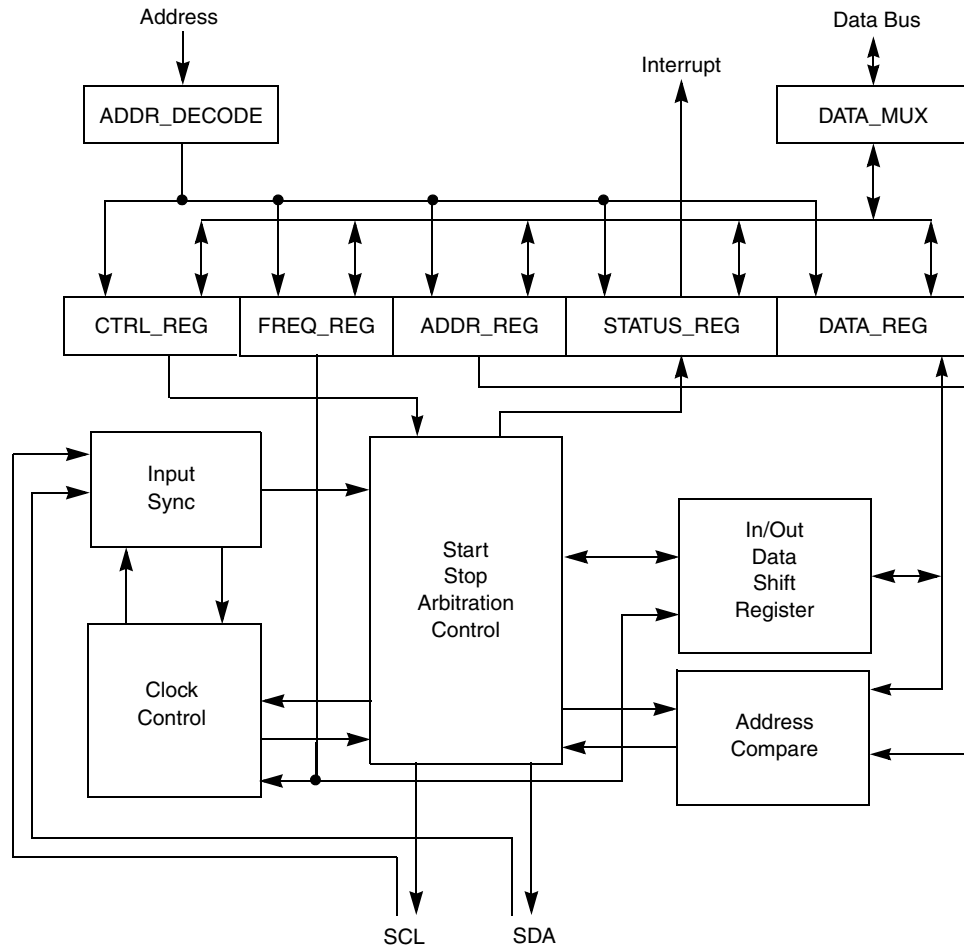 Address
Data Bus
Interrupt
ADDR_DECODE
DATA_MUX
CTRL_REG
FREQ_REG
ADDR_REG
STATUS_REG
DATA_REG
Input
Sync
Start
Stop
Arbitration
Control
In/Out
Data
Shift
Register
Clock
Control
Address
Compare
SCL
SDA